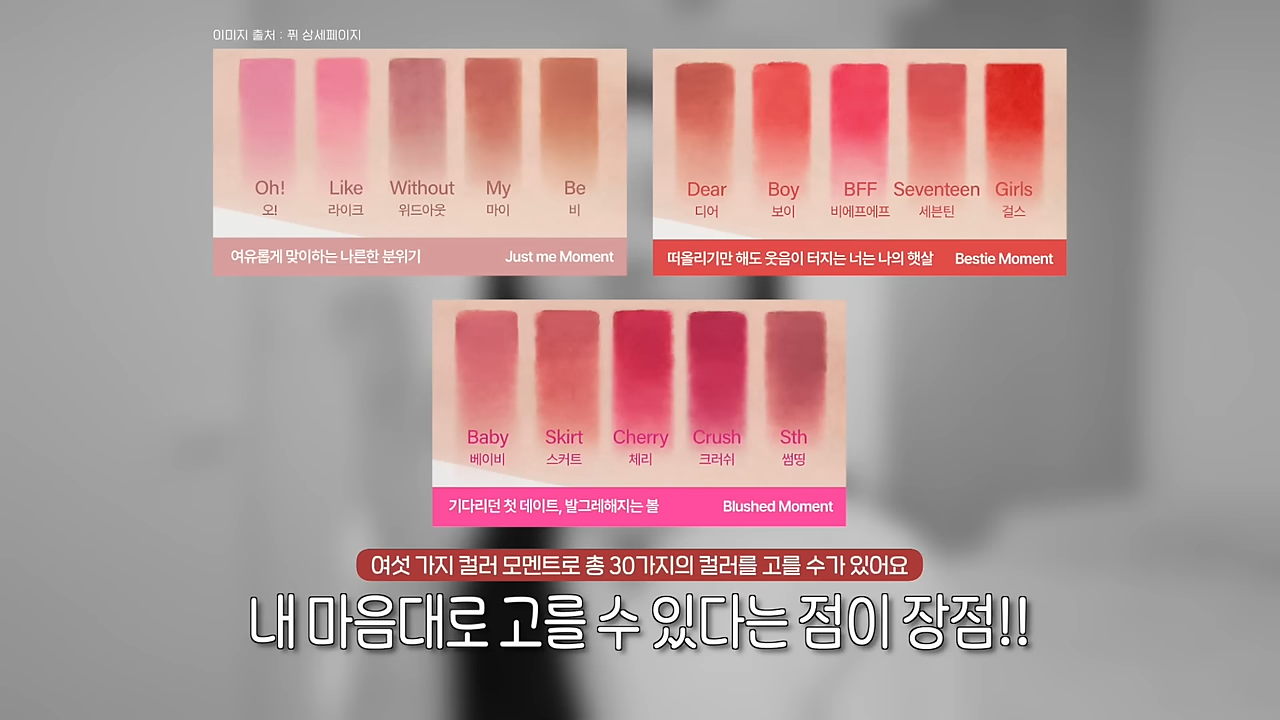 이미지 출처 : 퓌 상세페이지
Oh! Like Without My Be
오! 라이크 위드아웃 마이 비
여유롭게 맞이하는 나른한 분위기 Just me Moment
Dear Boy BFF Seventeen Girls
디어 보이 비에프에프 세븐틴 걸스
떠올리기만 해도 웃음이 터지는 너는 나의 햇살 Bestie Moment
Baby Skirt Cherry Crush Sth
베이비 스커트 체리 크러쉬 썸띵
기다리던 첫 데이트, 발그레해지는 볼 Blushed Moment
여섯 가지 컬러 모멘트로 총 30가지의 컬러를 고를 수가 있어요
내 마음대로 고를 수 있다는 점이 장점!!